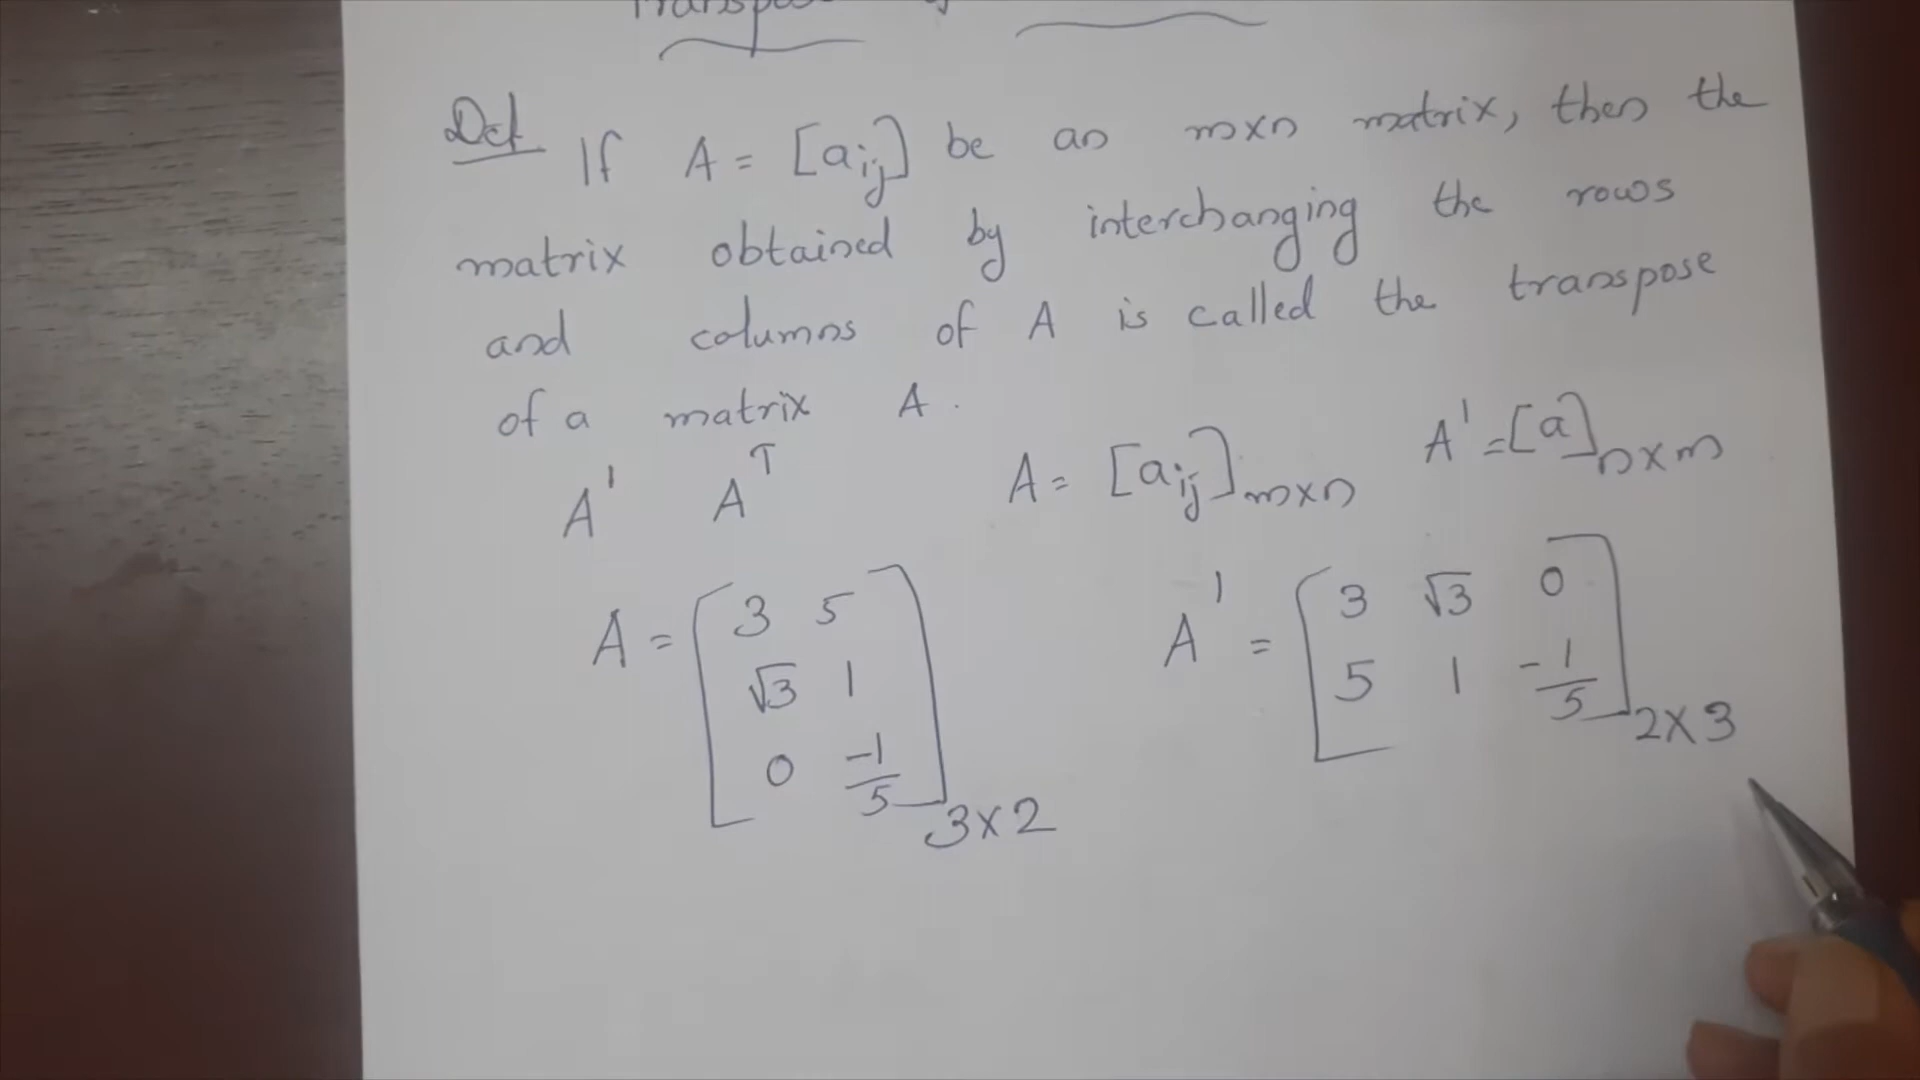 Transpose
Def If A = [aij] be an m×n matrix, then the
matrix obtained by interchanging the rows
and columns of A is called the transpose
of a matrix A.
A' Aᵀ A = [aij]m×n A' = [a]n×m
A = [3 5 A' = [3 √3 0
√3 1 5 1 -1/5]2×3
0 -1/5]3×2